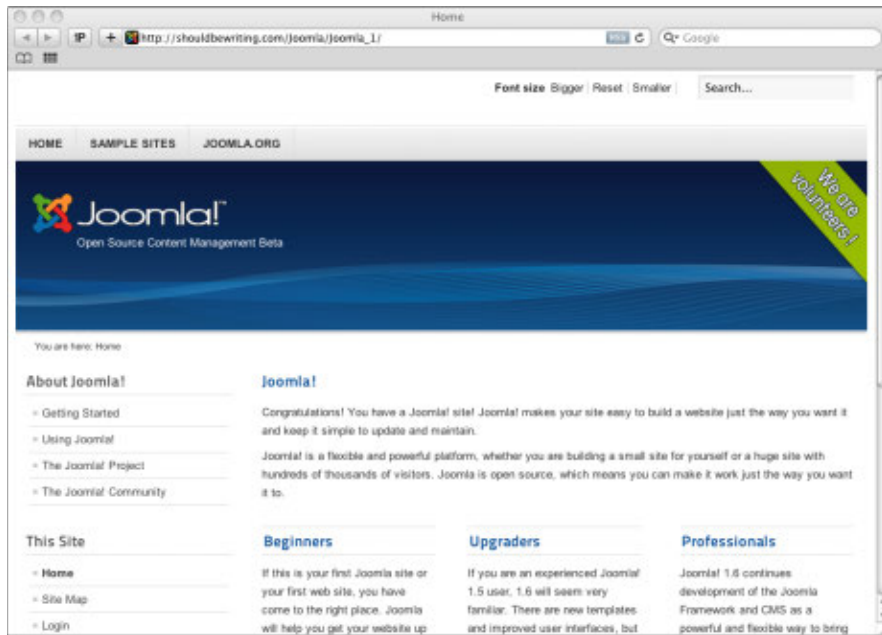 Home
http://shouldbewriting.com/Joomla/Joomla_1/
RSS
Google
Font size Bigger | Reset | Smaller |
Search...
HOME
SAMPLE SITES
JOOMLA.ORG
We are
volunteers!
Joomla!™
Open Source Content Management Beta
You are here: Home
About Joomla!
Getting Started
Using Joomla!
The Joomla! Project
The Joomla! Community
This Site
Home
Site Map
Login
Joomla!
Congratulations! You have a Joomla! site! Joomla! makes your site easy to build a website just the way you want it
and keep it simple to update and maintain.
Joomla! is a flexible and powerful platform, whether you are building a small site for yourself or a huge site with
hundreds of thousands of visitors. Joomla is open source, which means you can make it work just the way you want
it to.
Beginners
If this is your first Joomla site or
your first web site, you have
come to the right place. Joomla
will help you get your website up
Upgraders
If you are an experienced Joomla!
1.5 user, 1.6 will seem very
familiar. There are new templates
and improved user interfaces, but
Professionals
Joomla! 1.6 continues
development of the Joomla
Framework and CMS as a
powerful and flexible way to bring